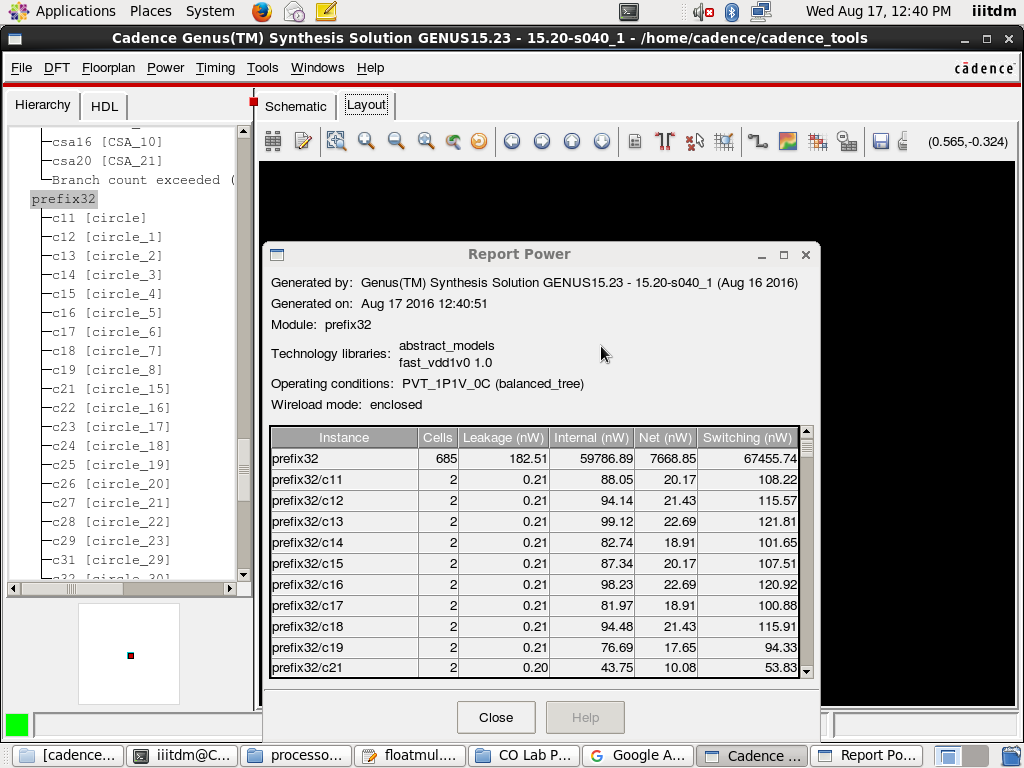 Applications Places System Wed Aug 17, 12:40 PM iiitdm
Cadence Genus(TM) Synthesis Solution GENUS15.23 - 15.20-s040_1 - /home/cadence/cadence_tools
File DFT Floorplan Power Timing Tools Windows Help cādence
Hierarchy HDL
Schematic Layout
(0.565,-0.324)
csa16 [CSA_10]
csa20 [CSA_21]
Branch count exceeded (
prefix32
c11 [circle]
c12 [circle_1]
c13 [circle_2]
c14 [circle_3]
c15 [circle_4]
c16 [circle_5]
c17 [circle_6]
c18 [circle_7]
c19 [circle_8]
c21 [circle_15]
c22 [circle_16]
c23 [circle_17]
c24 [circle_18]
c25 [circle_19]
c26 [circle_20]
c27 [circle_21]
c28 [circle_22]
c29 [circle_23]
c31 [circle_29]
c32 [circle_30]
Report Power
Generated by: Genus(TM) Synthesis Solution GENUS15.23 - 15.20-s040_1 (Aug 16 2016)
Generated on: Aug 17 2016 12:40:51
Module: prefix32
Technology libraries: abstract_models
fast_vdd1v0 1.0
Operating conditions: PVT_1P1V_0C (balanced_tree)
Wireload mode: enclosed
Instance Cells Leakage (nW) Internal (nW) Net (nW) Switching (nW)
prefix32 685 182.51 59786.89 7668.85 67455.74
prefix32/c11 2 0.21 88.05 20.17 108.22
prefix32/c12 2 0.21 94.14 21.43 115.57
prefix32/c13 2 0.21 99.12 22.69 121.81
prefix32/c14 2 0.21 82.74 18.91 101.65
prefix32/c15 2 0.21 87.34 20.17 107.51
prefix32/c16 2 0.21 98.23 22.69 120.92
prefix32/c17 2 0.21 81.97 18.91 100.88
prefix32/c18 2 0.21 94.48 21.43 115.91
prefix32/c19 2 0.21 76.69 17.65 94.33
prefix32/c21 2 0.20 43.75 10.08 53.83
Close Help
[cadence... iiitdm@C... processo... floatmul.... CO Lab P... Google A... Cadence ... Report Po...